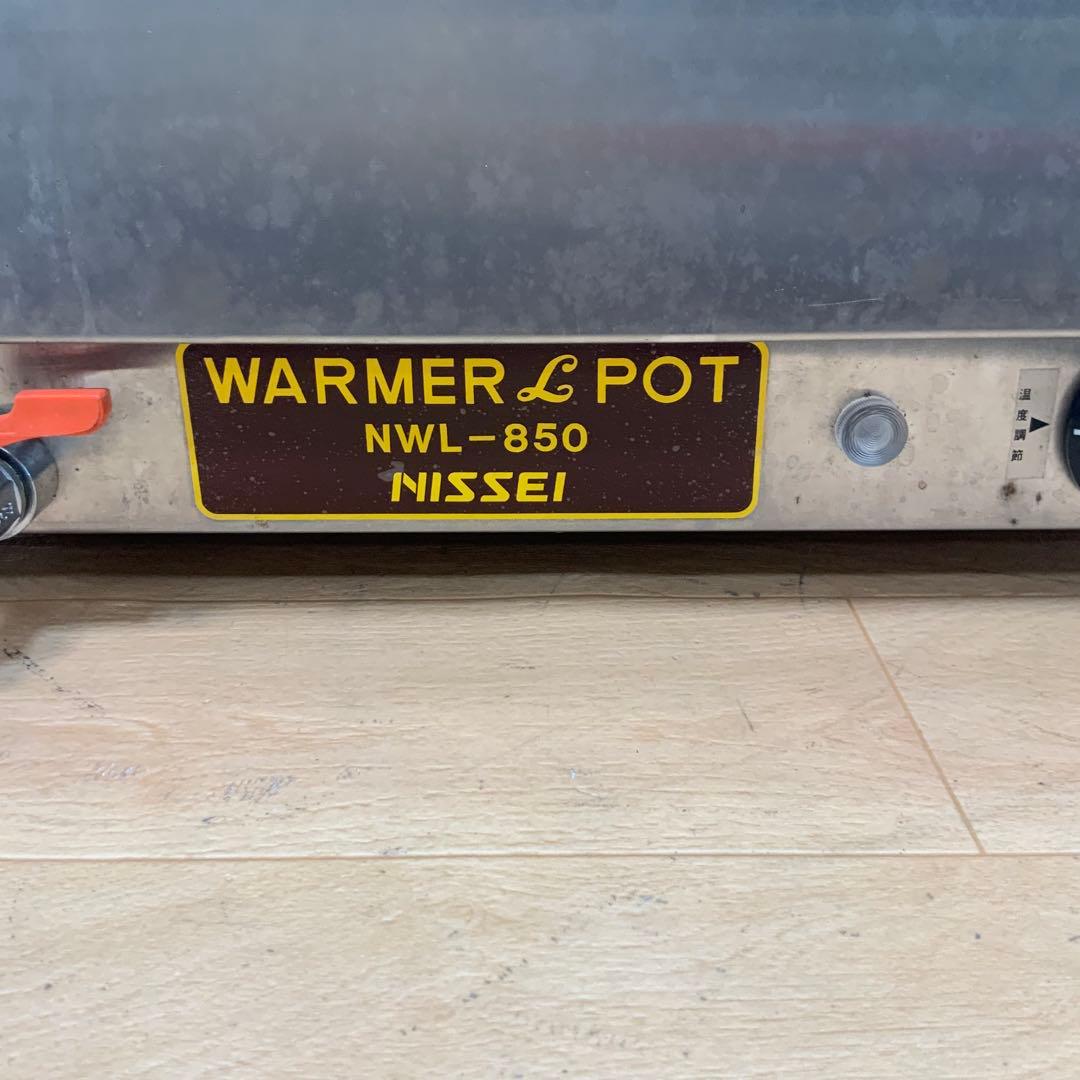 WARMER L POT
NWL-850
NISSEI
温度調節▶